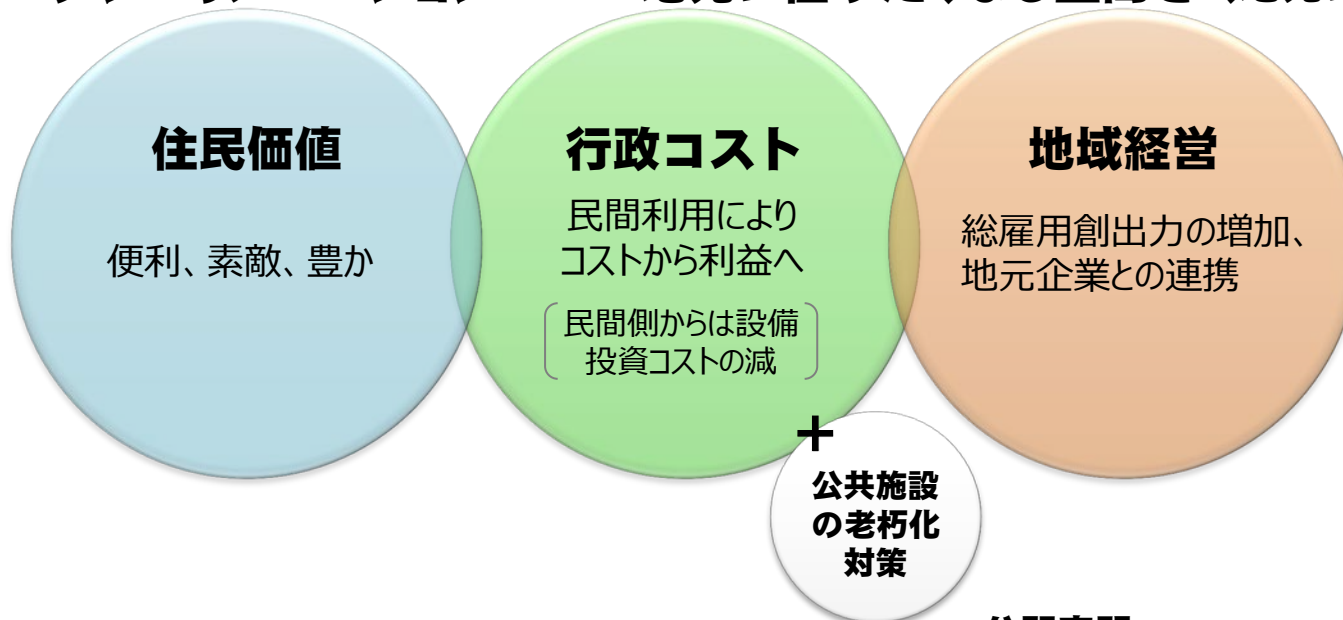 住民価値
便利、素敵、豊か
行政コスト
民間利用により
コストから利益へ
民間側からは設備
投資コストの減
地域経営
総雇用創出力の増加、
地元企業との連携
+
公共施設
の老朽化
対策